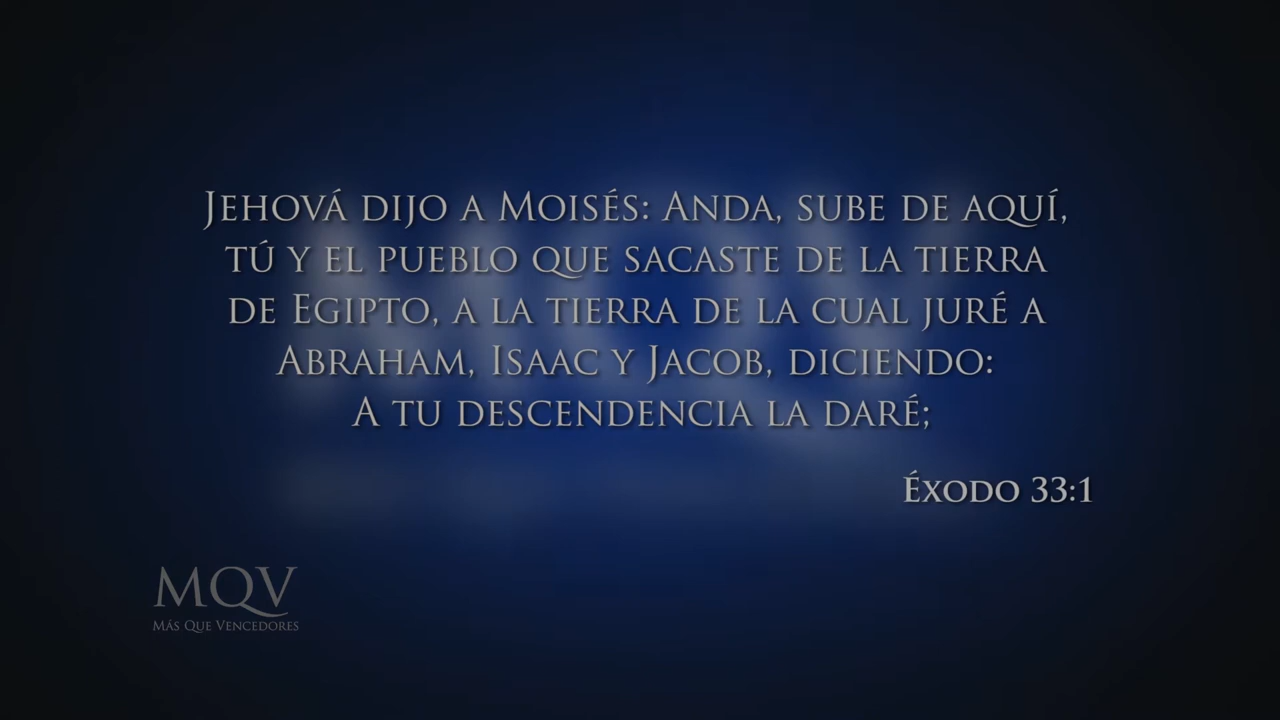 Jehová dijo a Moisés: Anda, sube de aquí,
tú y el pueblo que sacaste de la tierra
de Egipto, a la tierra de la cual juré a
Abraham, Isaac y Jacob, diciendo:
A tu descendencia la daré;
Éxodo 33:1
MQV
Más Que Vencedores